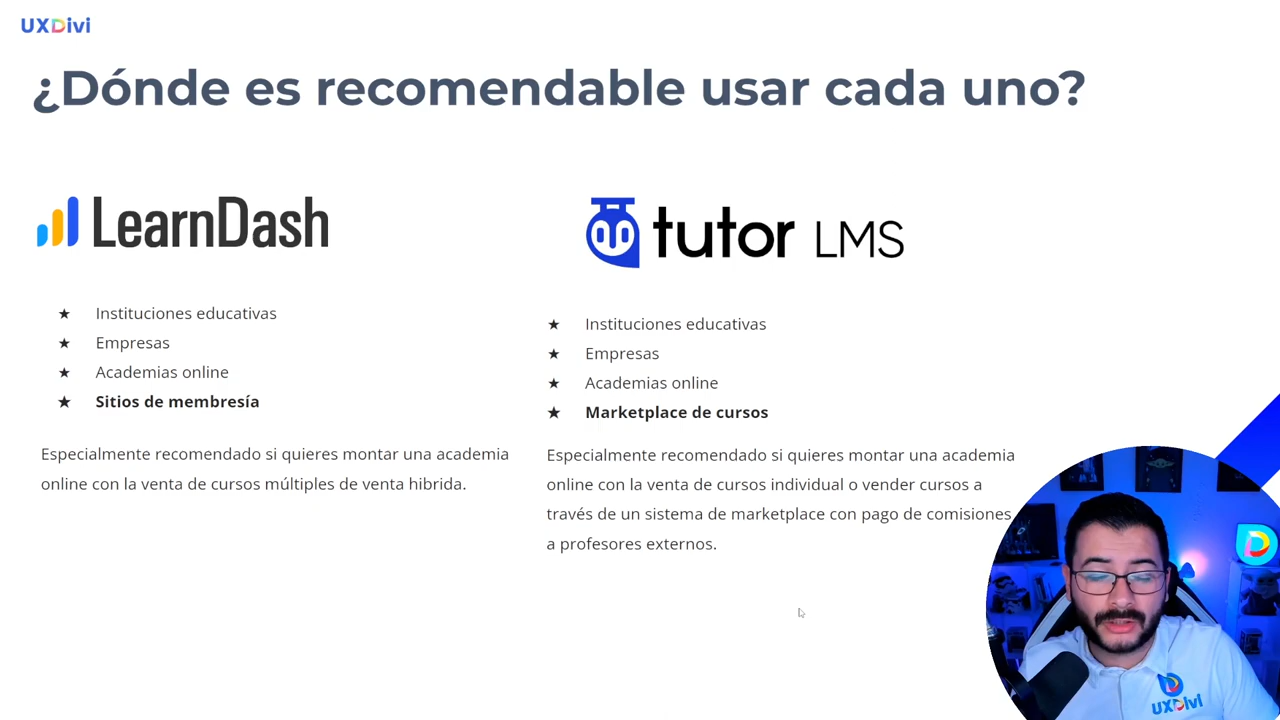 UXDivi
¿Dónde es recomendable usar cada uno?
LearnDash
★ Instituciones educativas
★ Empresas
★ Academias online
★ Sitios de membresía
Especialmente recomendado si quieres montar una academia
online con la venta de cursos múltiples de venta hibrida.
tutor LMS
★ Instituciones educativas
★ Empresas
★ Academias online
★ Marketplace de cursos
Especialmente recomendado si quieres montar una academia
online con la venta de cursos individual o vender cursos a
través de un sistema de marketplace con pago de comisiones
a profesores externos.
UXDivi